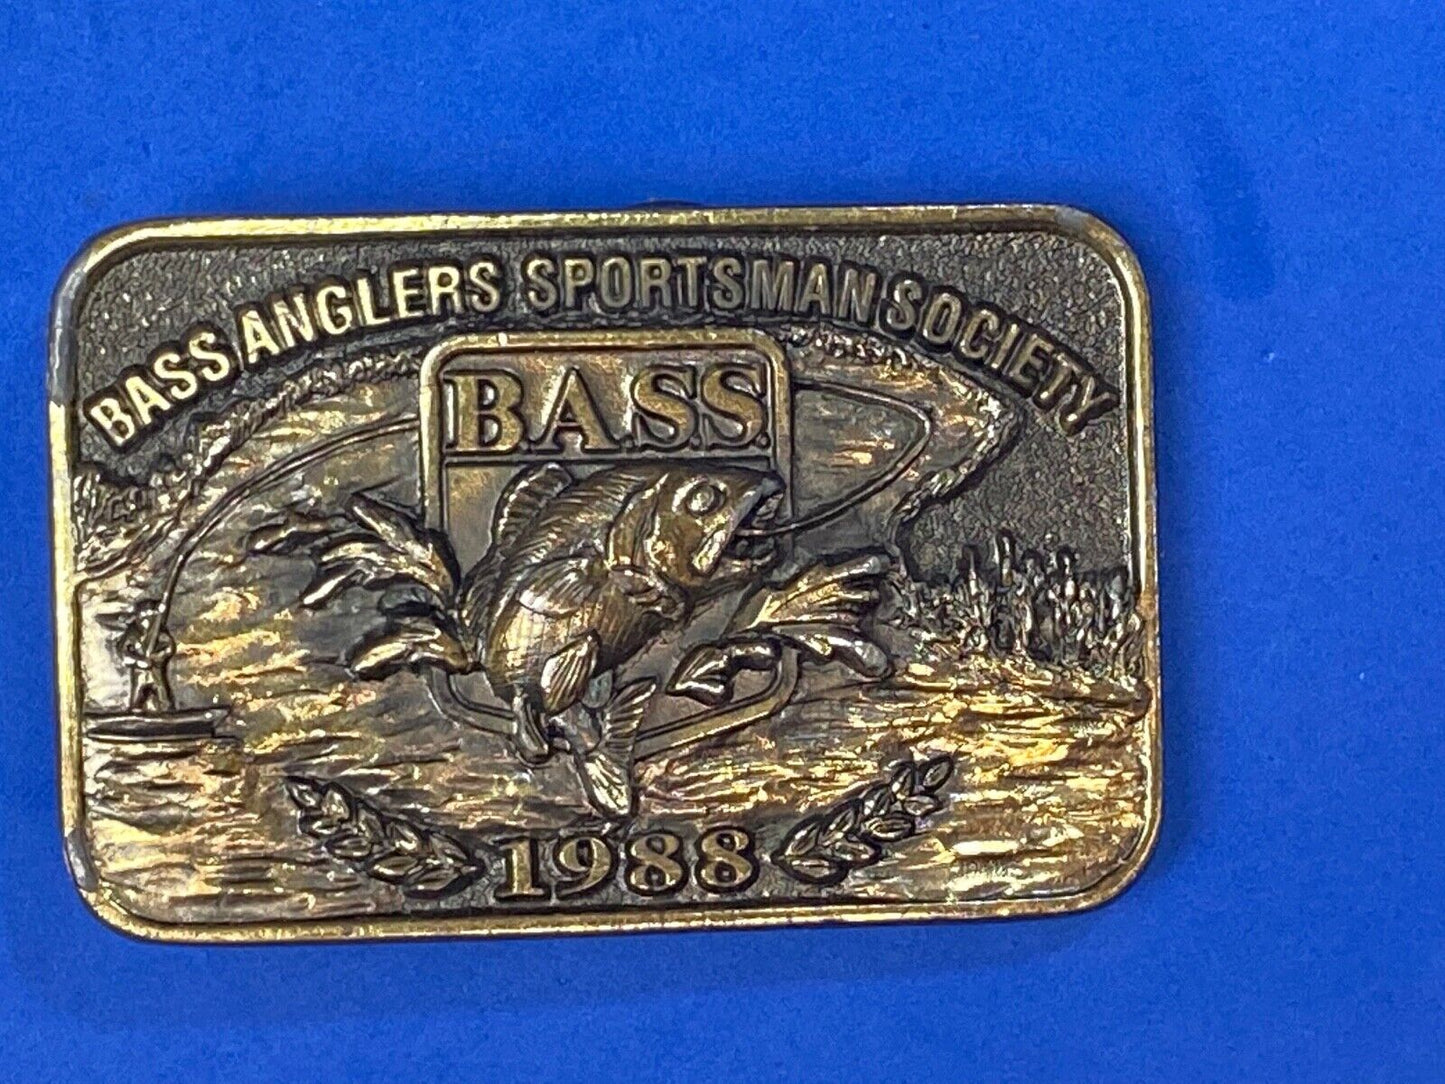 BASS ANGLERS SPORTSMAN SOCIETY
B.A.S.S.
1988